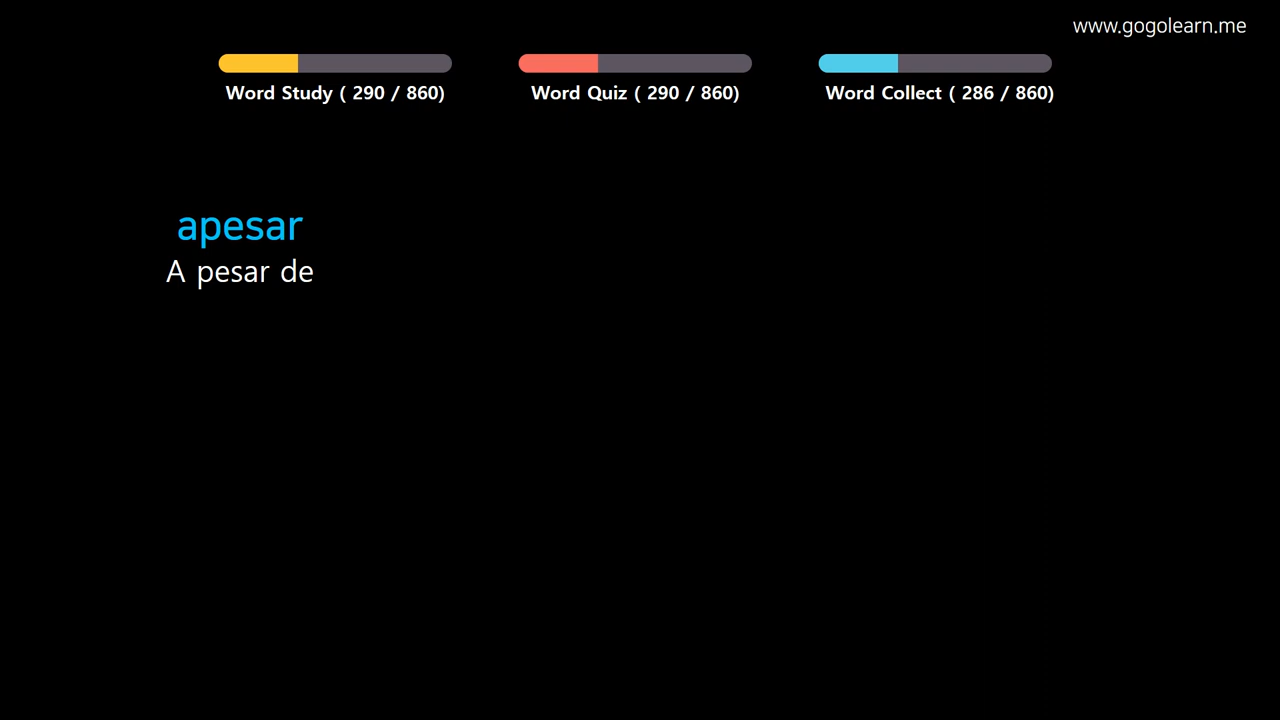 www.gogolearn.me
Word Study ( 290 / 860)
Word Quiz ( 290 / 860)
Word Collect ( 286 / 860)
apesar
A pesar de